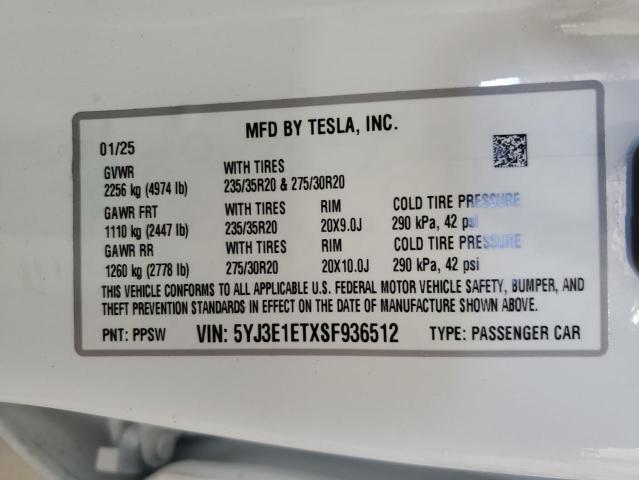 MFD BY TESLA, INC.
01/25
GVWR WITH TIRES
2256 kg (4974 lb) 235/35R20 & 275/30R20
GAWR FRT WITH TIRES RIM COLD TIRE PRESSURE
1110 kg (2447 lb) 235/35R20 20X9.0J 290 kPa, 42 psi
GAWR RR WITH TIRES RIM COLD TIRE PRESSURE
1260 kg (2778 lb) 275/30R20 20X10.0J 290 kPa, 42 psi
THIS VEHICLE CONFORMS TO ALL APPLICABLE U.S. FEDERAL MOTOR VEHICLE SAFETY, BUMPER, AND
THEFT PREVENTION STANDARDS IN EFFECT ON THE DATE OF MANUFACTURE SHOWN ABOVE.
PNT: PPSW VIN: 5YJ3E1ETXSF936512 TYPE: PASSENGER CAR